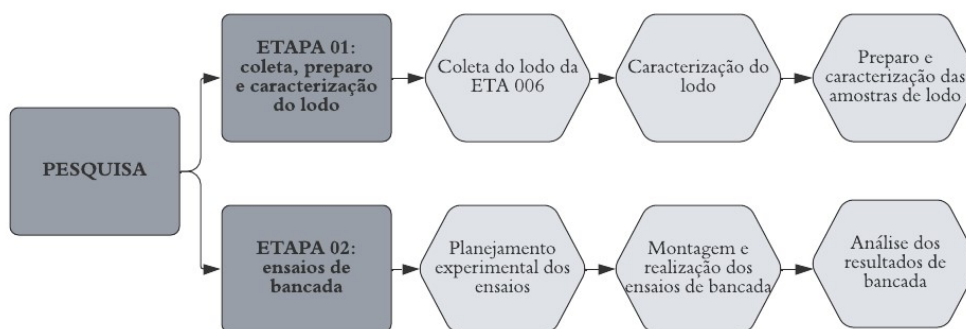 PESQUISA
ETAPA 01:
coleta, preparo
e caracterização
do lodo
Coleta do lodo da
ETA 006
Caracterização do
lodo
Preparo e
caracterização das
amostras de lodo
ETAPA 02:
ensaios de
bancada
Planejamento
experimental dos
ensaios
Montagem e
realização dos
ensaios de bancada
Análise dos
resultados de
bancada